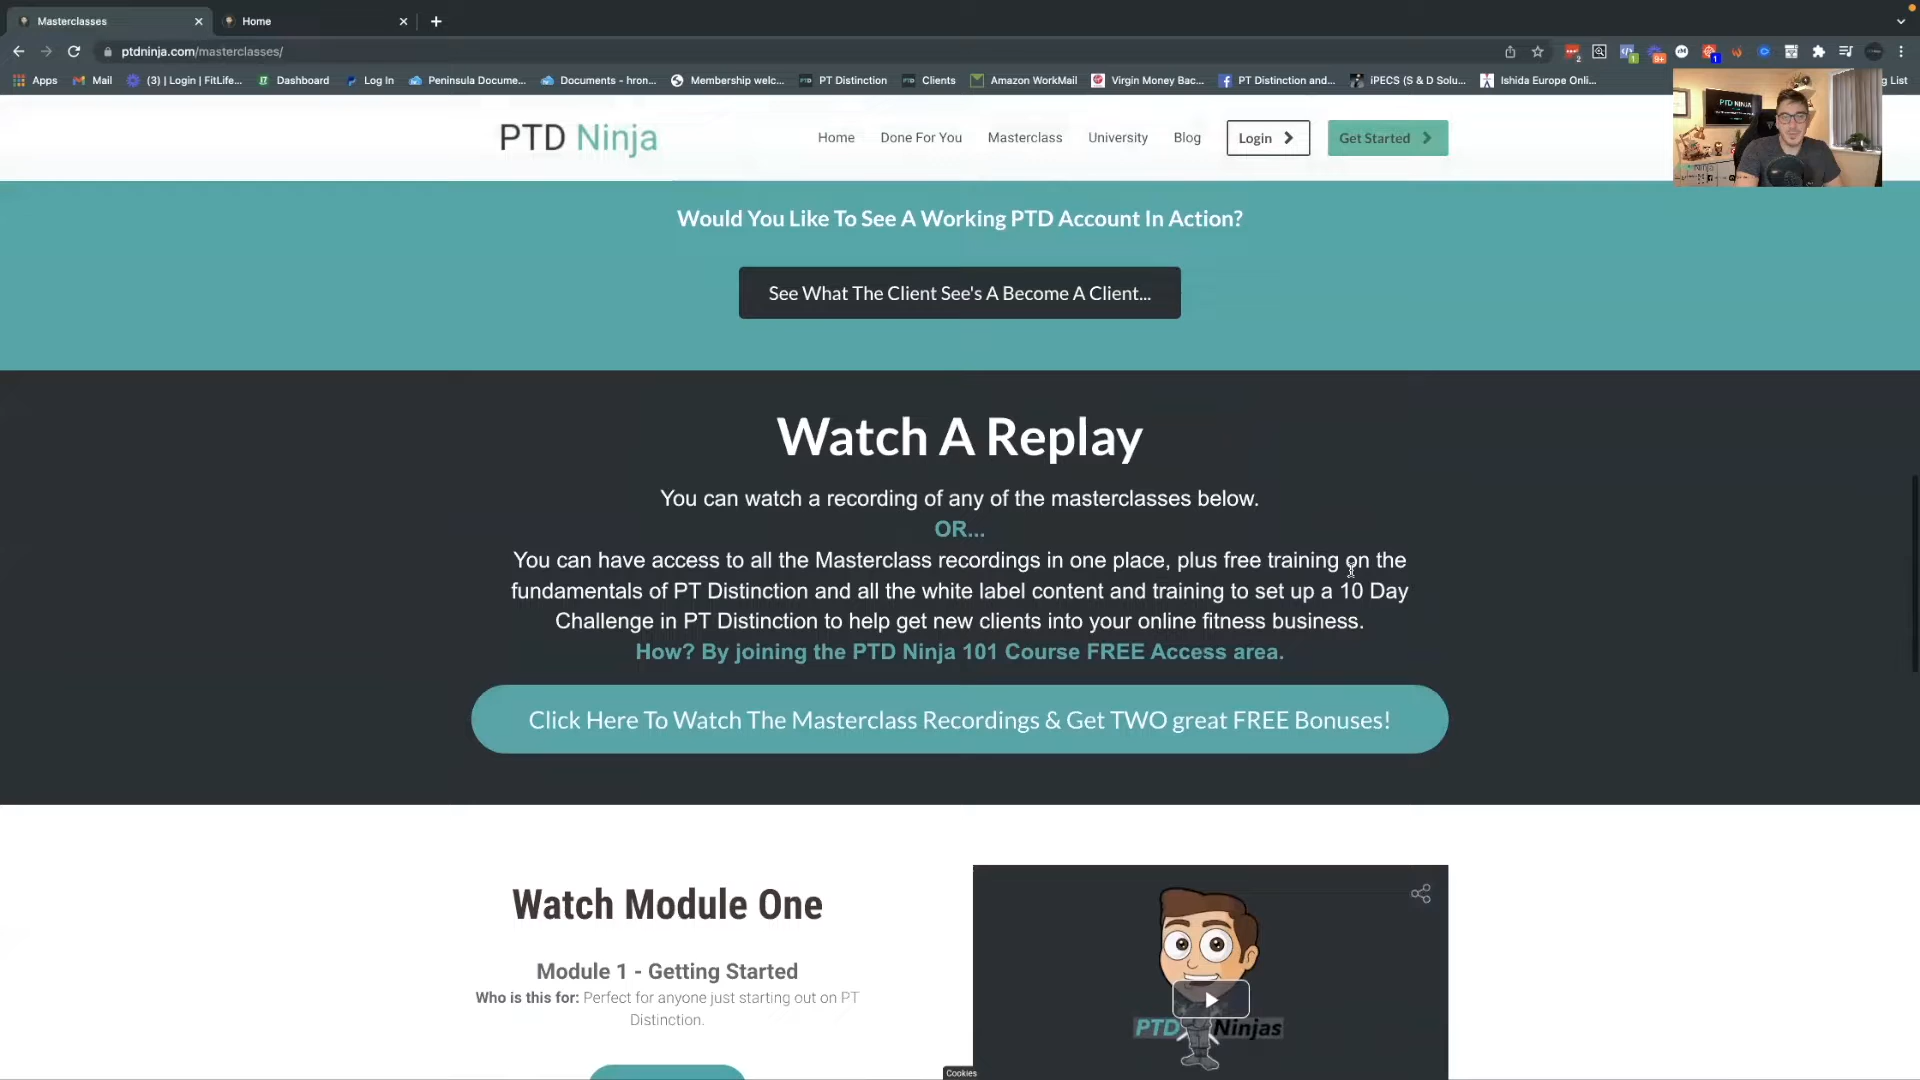 Masterclasses
Home
ptdninja.com/masterclasses/
Apps
Mail
(3) | Login | FitLife...
Dashboard
Log In
Peninsula Docume...
Documents - hron...
Membership welc...
PT Distinction
Clients
Amazon WorkMail
Virgin Money Bac...
PT Distinction and...
iPECS (S & D Solu...
Ishida Europe Onli...
g List
PTD NINJA
PTD Ninja
Home
Done For You
Masterclass
University
Blog
Login
Get Started
Would You Like To See A Working PTD Account In Action?
See What The Client See's A Become A Client...
Watch A Replay
You can watch a recording of any of the masterclasses below.
OR...
You can have access to all the Masterclass recordings in one place, plus free training on the
fundamentals of PT Distinction and all the white label content and training to set up a 10 Day
Challenge in PT Distinction to help get new clients into your online fitness business.
How? By joining the PTD Ninja 101 Course FREE Access area.
Click Here To Watch The Masterclass Recordings & Get TWO great FREE Bonuses!
Watch Module One
Module 1 - Getting Started
Who is this for: Perfect for anyone just starting out on PT
Distinction.
PTD Ninjas
Cookies